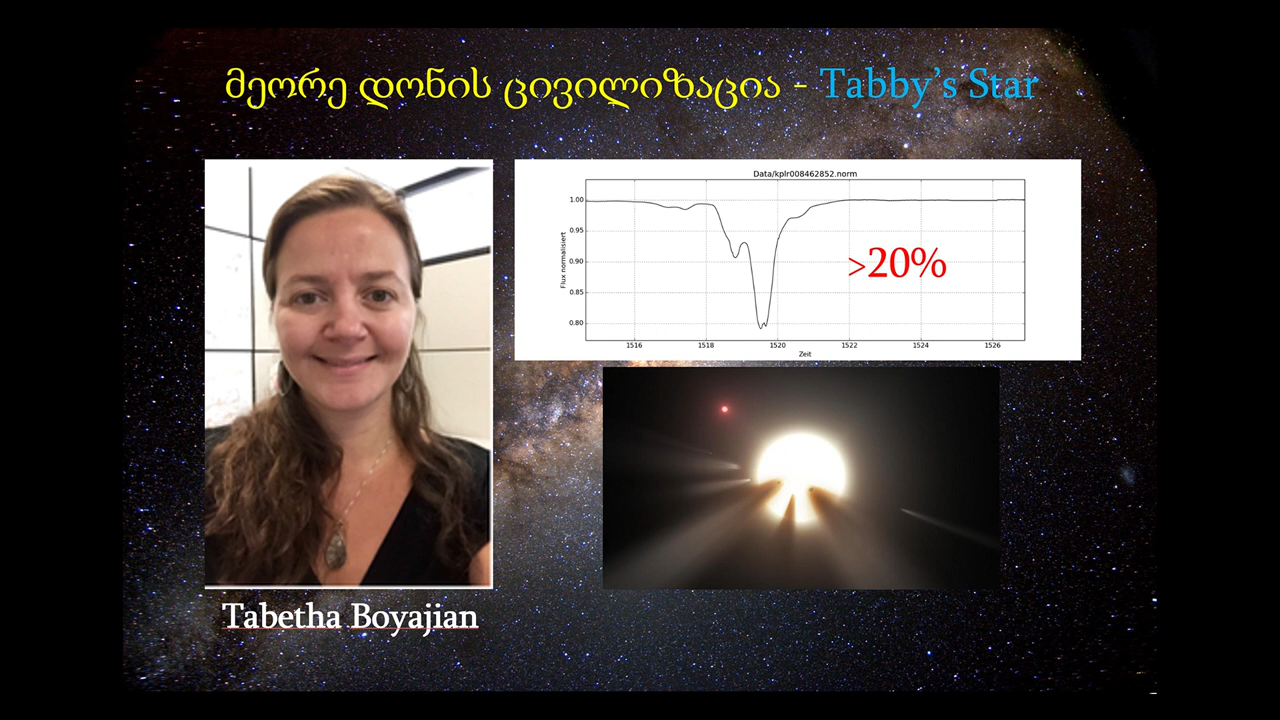 მეორე დონის ცივილიზაცია - Tabby’s Star
Data/kplr008462852.norm
1.00
0.95
0.90
0.85
0.80
Flux normalisiert
>20%
1516
1518
1520
1522
1524
1526
Zeit
Tabetha Boyajian